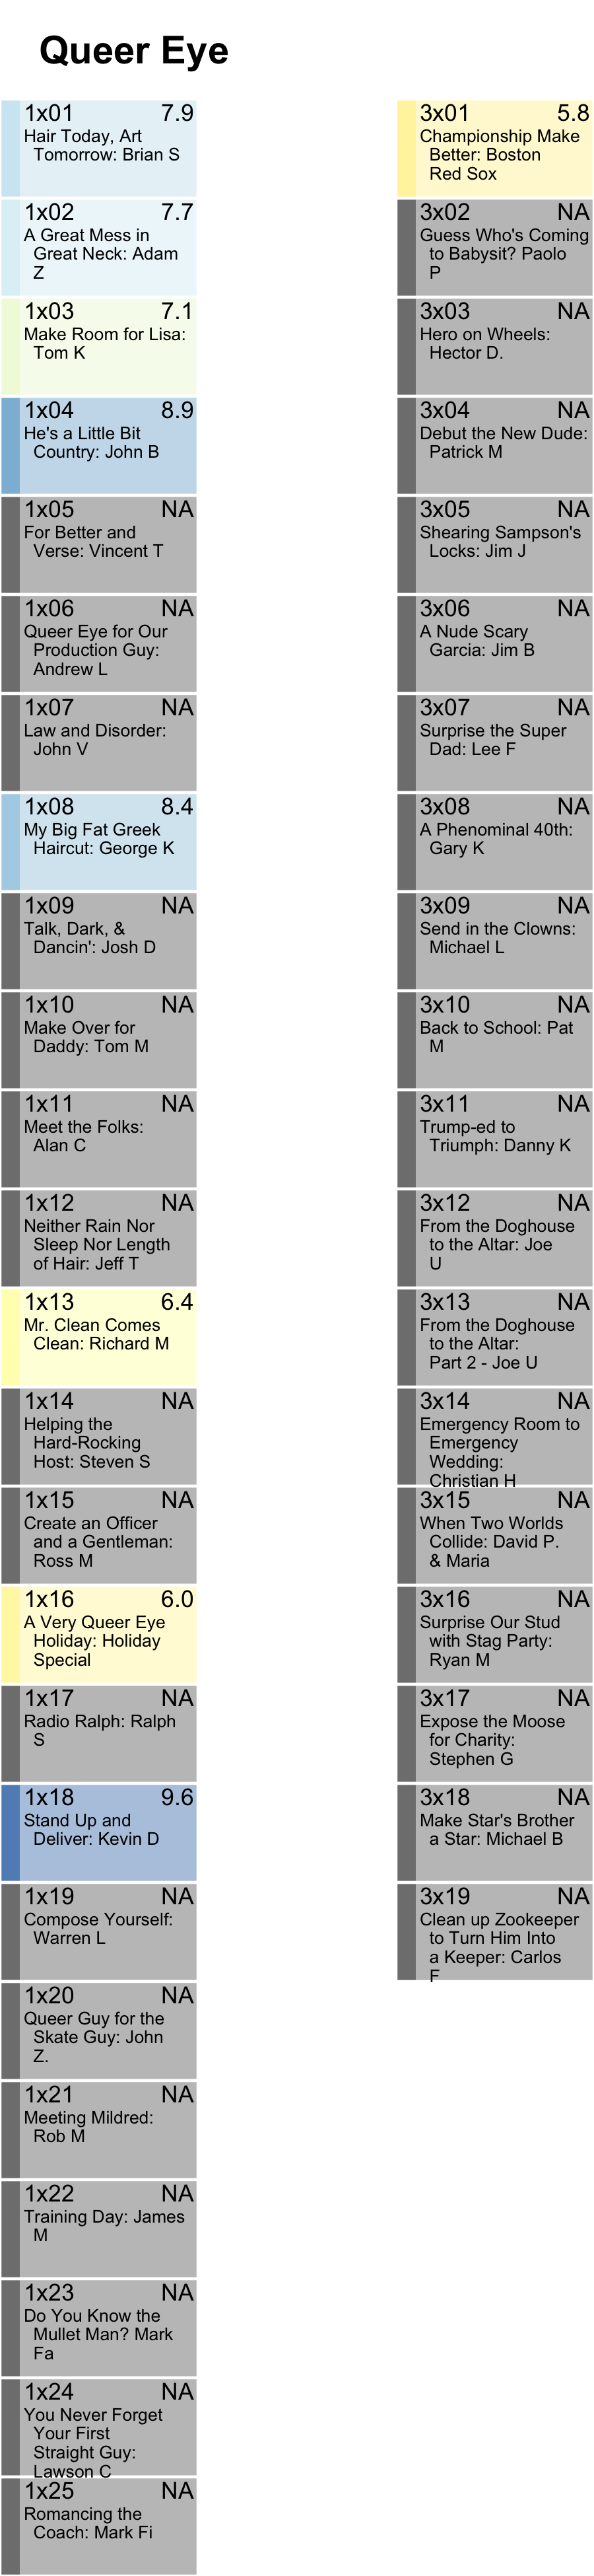 Queer Eye
1x01 7.9
Hair Today, Art
Tomorrow: Brian S
1x02 7.7
A Great Mess in
Great Neck: Adam
Z
1x03 7.1
Make Room for Lisa:
Tom K
1x04 8.9
He's a Little Bit
Country: John B
1x05 NA
For Better and
Verse: Vincent T
1x06 NA
Queer Eye for Our
Production Guy:
Andrew L
1x07 NA
Law and Disorder:
John V
1x08 8.4
My Big Fat Greek
Haircut: George K
1x09 NA
Talk, Dark, &
Dancin': Josh D
1x10 NA
Make Over for
Daddy: Tom M
1x11 NA
Meet the Folks:
Alan C
1x12 NA
Neither Rain Nor
Sleep Nor Length
of Hair: Jeff T
1x13 6.4
Mr. Clean Comes
Clean: Richard M
1x14 NA
Helping the
Hard-Rocking
Host: Steven S
1x15 NA
Create an Officer
and a Gentleman:
Ross M
1x16 6.0
A Very Queer Eye
Holiday: Holiday
Special
1x17 NA
Radio Ralph: Ralph
S
1x18 9.6
Stand Up and
Deliver: Kevin D
1x19 NA
Compose Yourself:
Warren L
1x20 NA
Queer Guy for the
Skate Guy: John
Z.
1x21 NA
Meeting Mildred:
Rob M
1x22 NA
Training Day: James
M
1x23 NA
Do You Know the
Mullet Man? Mark
Fa
1x24 NA
You Never Forget
Your First
Straight Guy:
Lawson C
1x25 NA
Romancing the
Coach: Mark Fi
3x01 5.8
Championship Make
Better: Boston
Red Sox
3x02 NA
Guess Who's Coming
to Babysit? Paolo
P
3x03 NA
Hero on Wheels:
Hector D.
3x04 NA
Debut the New Dude:
Patrick M
3x05 NA
Shearing Sampson's
Locks: Jim J
3x06 NA
A Nude Scary
Garcia: Jim B
3x07 NA
Surprise the Super
Dad: Lee F
3x08 NA
A Phenominal 40th:
Gary K
3x09 NA
Send in the Clowns:
Michael L
3x10 NA
Back to School: Pat
M
3x11 NA
Trump-ed to
Triumph: Danny K
3x12 NA
From the Doghouse
to the Altar: Joe
U
3x13 NA
From the Doghouse
to the Altar:
Part 2 - Joe U
3x14 NA
Emergency Room to
Emergency
Wedding:
Christian H
3x15 NA
When Two Worlds
Collide: David P.
& Maria
3x16 NA
Surprise Our Stud
with Stag Party:
Ryan M
3x17 NA
Expose the Moose
for Charity:
Stephen G
3x18 NA
Make Star's Brother
a Star: Michael B
3x19 NA
Clean up Zookeeper
to Turn Him Into
a Keeper: Carlos
F